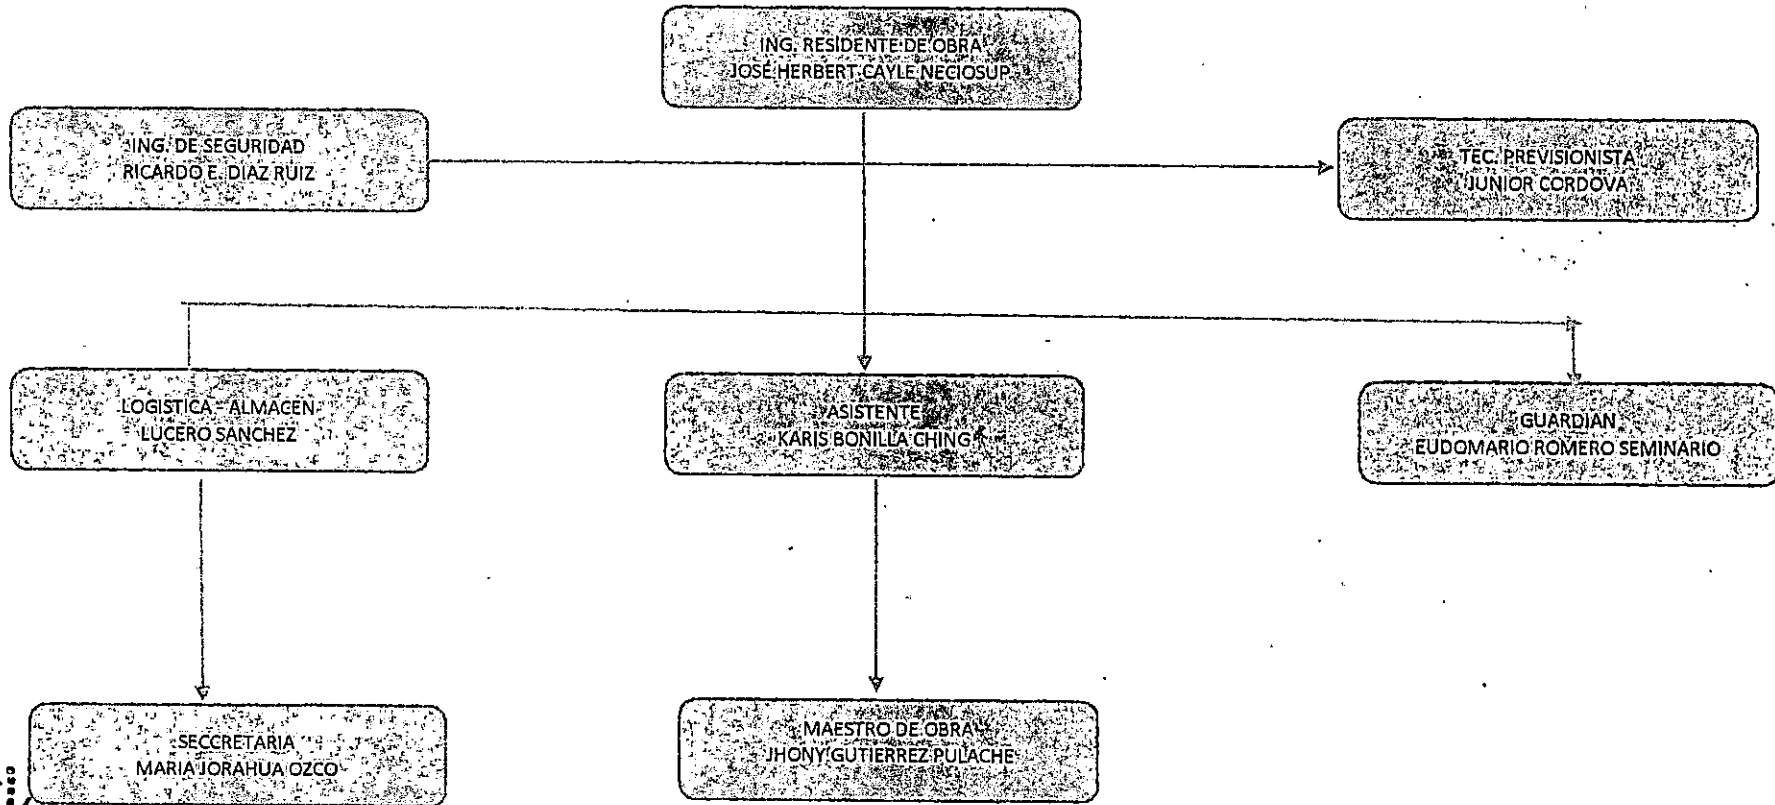 ING. RESIDENTE DE OBRA
JOSÉ HERBERT CAYLE NECIOSUP
ING. DE SEGURIDAD
RICARDO E. DIAZ RUIZ
TEC. PREVISIONISTA
JUNIOR CORDOVA
LOGISTICA - ALMACEN
LUCERO SANCHEZ
ASISTENTE
KARIS BONILLA CHING
GUARDIAN
EUDOMARIO ROMERO SEMINARIO
SECCRETARIA
MARIA JORAHUA OZCO
MAESTRO DE OBRA
JHONY GUTIERREZ PULACHE